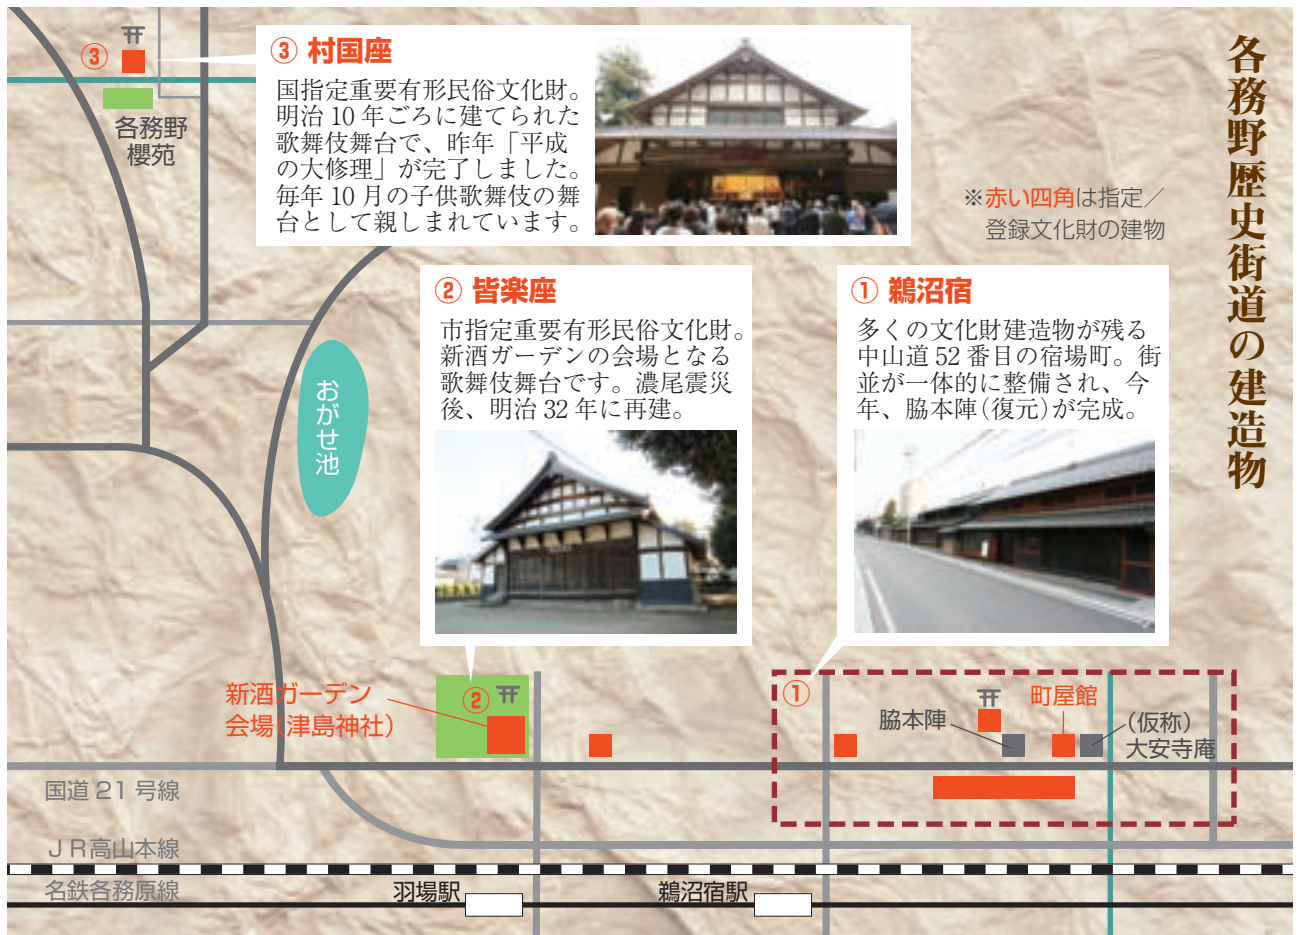 各務野歴史街道の建造物
※赤い四角は指定／
登録文化財の建物
③ 村国座
国指定重要有形民俗文化財。
明治 10 年ごろに建てられた
歌舞伎舞台で、昨年「平成
の大修理」が完了しました。
毎年 10 月の子供歌舞伎の舞
台として親しまれています。
③
各務野
櫻苑
② 皆楽座
市指定重要有形民俗文化財。
新酒ガーデンの会場となる
歌舞伎舞台です。濃尾震災
後、明治 32 年に再建。
① 鵜沼宿
多くの文化財建造物が残る
中山道 52 番目の宿場町。街
並が一体的に整備され、今
年、脇本陣（復元）が完成。
おがせ池
新酒ガーデン
会場（津島神社）
②
①
脇本陣
町屋館
（仮称）
大安寺庵
国道 21 号線
ＪＲ高山本線
名鉄各務原線
羽場駅
鵜沼宿駅